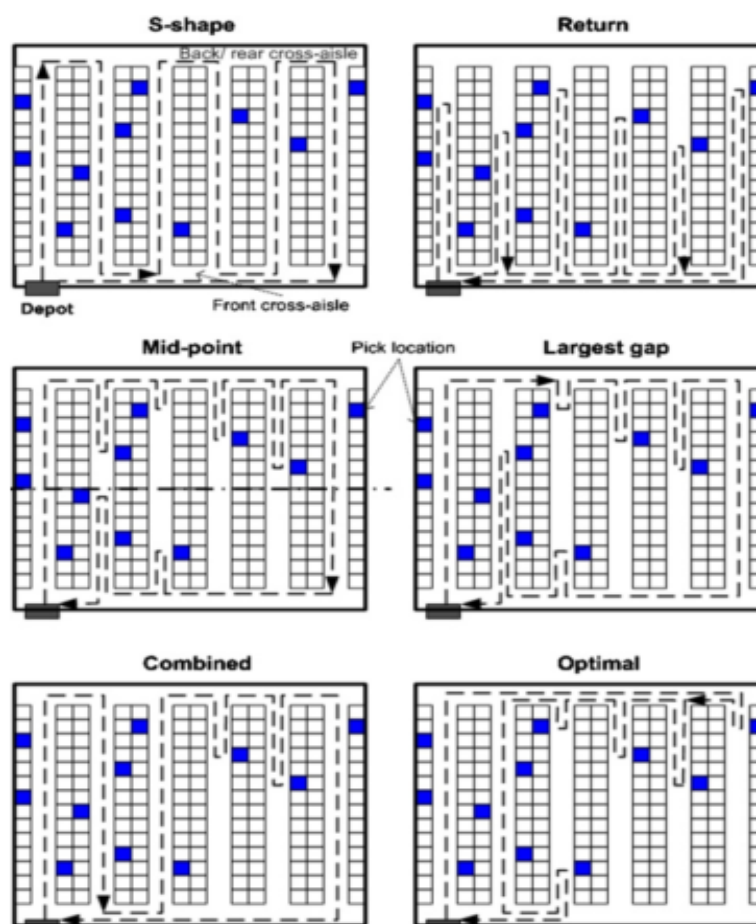 S-shape
Return
Back/ rear cross-aisle
Depot
Front cross-aisle
Mid-point
Pick location
Largest gap
Combined
Optimal